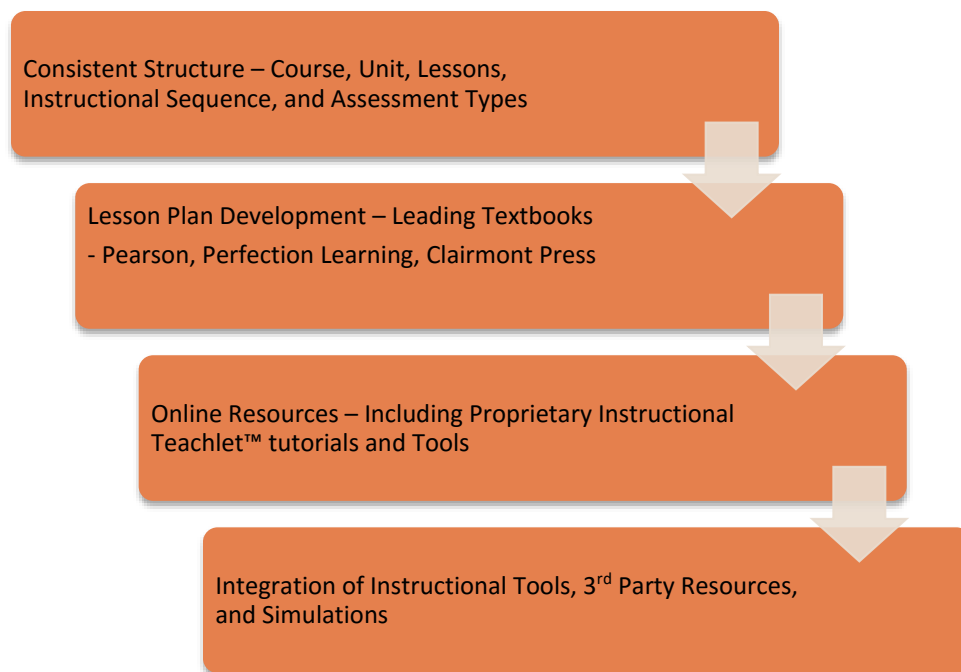 Consistent Structure – Course, Unit, Lessons,
Instructional Sequence, and Assessment Types
Lesson Plan Development – Leading Textbooks
- Pearson, Perfection Learning, Clairmont Press
Online Resources – Including Proprietary Instructional
Teachlet™ tutorials and Tools
Integration of Instructional Tools, 3rd Party Resources,
and Simulations